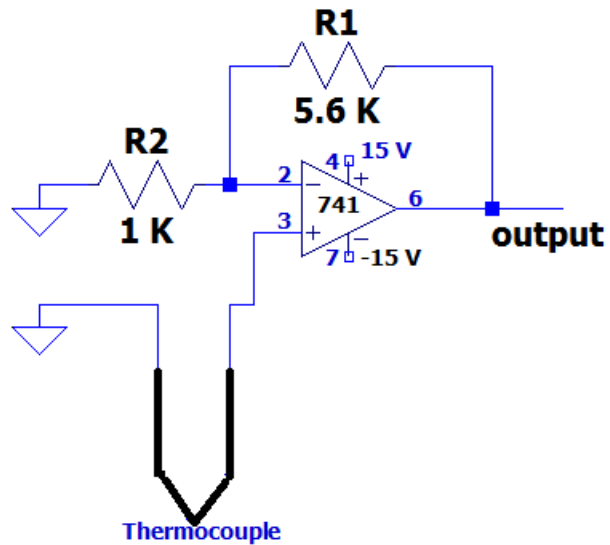 R1
5.6 K
R2
1 K
4 15 V
+
2 −
741
6
3 +
output
−
7 -15 V
Thermocouple